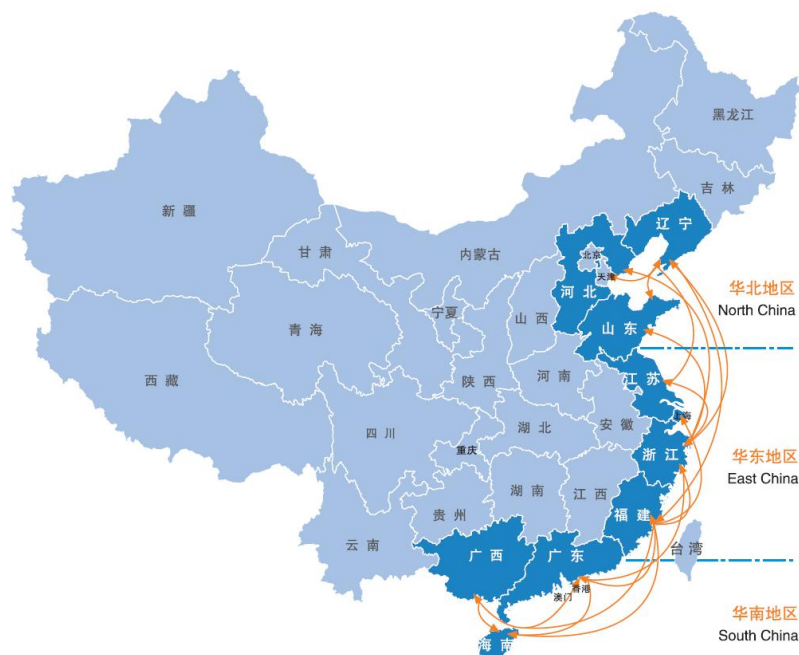 黑龙江
吉林
辽宁
新疆
甘肃
内蒙古
北京
天津
河北
华北地区
North China
宁夏
山西
山东
青海
西藏
陕西
河南
江苏
上海
安徽
四川
重庆
湖北
浙江
华东地区
East China
湖南
江西
福建
贵州
云南
台湾
广西
广东
香港
澳门
华南地区
South China
海南